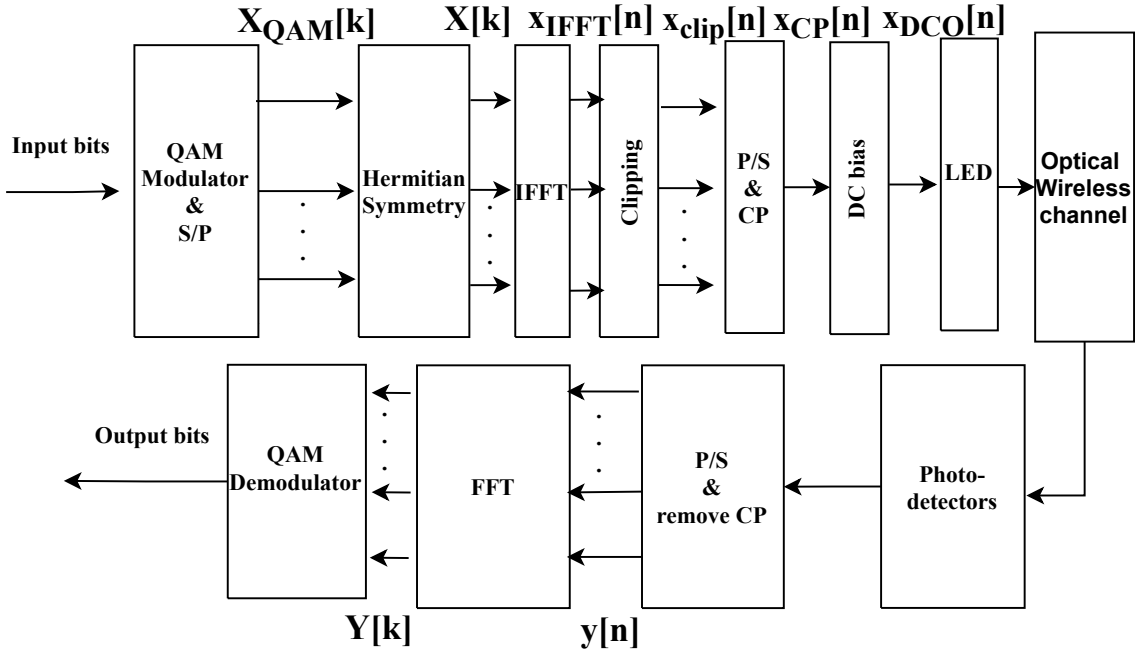 X_QAM[k] X[k] x_IFFT[n] x_clip[n] x_CP[n] x_DCO[n]
Input bits
QAM
Modulator
&
S/P
Hermitian
Symmetry
IFFT
Clipping
P/S
&
CP
DC bias
LED
Optical
Wireless
channel
Output bits
QAM
Demodulator
FFT
P/S
&
remove CP
Photo-
detectors
Y[k] y[n]